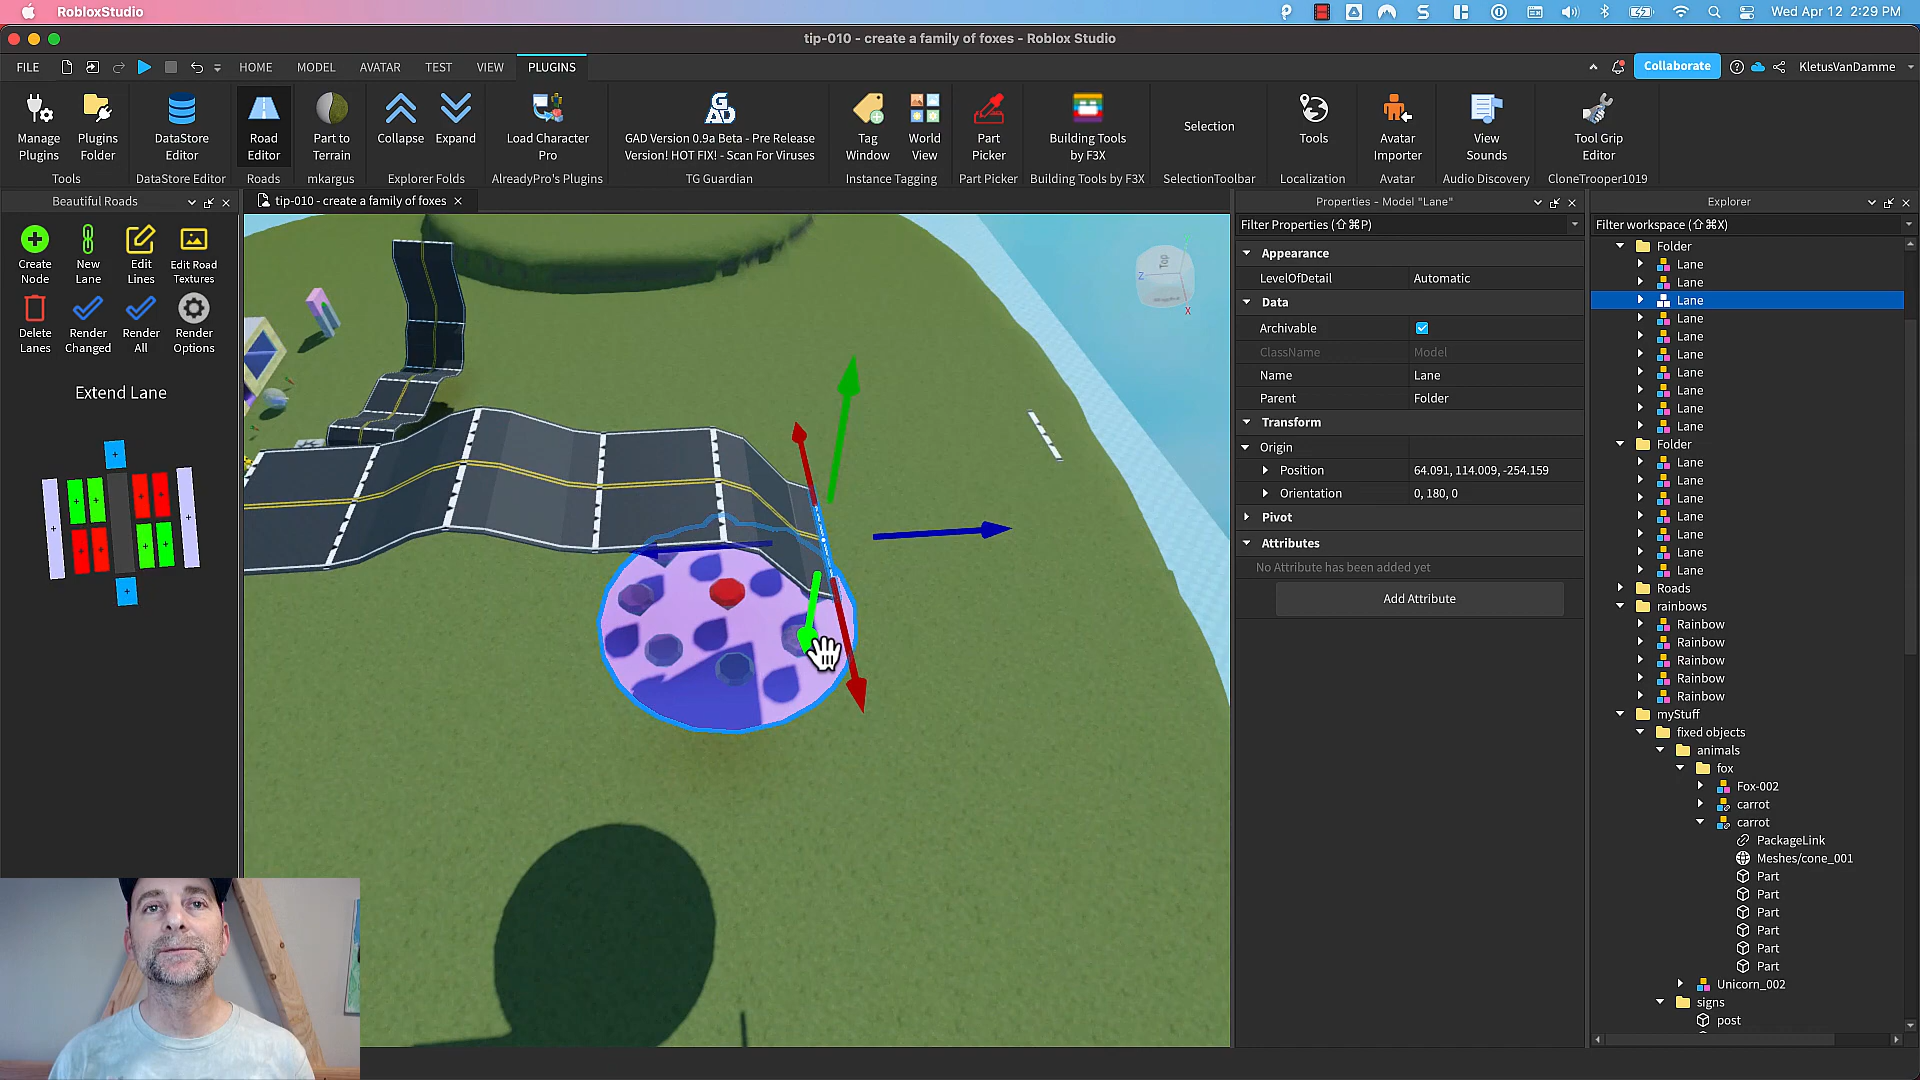 RobloxStudio
Wed Apr 12 2:29 PM
tip-010 - create a family of foxes - Roblox Studio
FILE
HOME
MODEL
AVATAR
TEST
VIEW
PLUGINS
Collaborate
KletusVanDamme
Manage Plugins
Plugins Folder
DataStore Editor
Road Editor
Part to Terrain
Collapse
Expand
Load Character Pro
GAD
GAD Version 0.9a Beta - Pre Release Version! HOT FIX! - Scan For Viruses
Tag Window
World View
Part Picker
Building Tools by F3X
Selection
Tools
Avatar Importer
View Sounds
Tool Grip Editor
Tools
DataStore Editor
Roads
mkargus
Explorer Folds
AlreadyPro's Plugins
TG Guardian
Instance Tagging
Part Picker
Building Tools by F3X
SelectionToolbar
Localization
Avatar
Audio Discovery
CloneTrooper1019
Beautiful Roads
Create Node
New Lane
Edit Lines
Edit Road Textures
Delete Lanes
Render Changed
Render All
Render Options
Extend Lane
tip-010 - create a family of foxes
Top
Z
X
Properties - Model "Lane"
Filter Properties (⇧⌘P)
Appearance
LevelOfDetail Automatic
Data
Archivable
ClassName Model
Name Lane
Parent Folder
Transform
Origin
Position 64.091, 114.009, -254.159
Orientation 0, 180, 0
Pivot
Attributes
No Attribute has been added yet
Add Attribute
Explorer
Filter workspace (⇧⌘X)
Folder
Lane
Lane
Lane
Lane
Lane
Lane
Lane
Lane
Lane
Lane
Folder
Lane
Lane
Lane
Lane
Lane
Lane
Lane
Roads
rainbows
Rainbow
Rainbow
Rainbow
Rainbow
Rainbow
myStuff
fixed objects
animals
fox
Fox-002
carrot
carrot
PackageLink
Meshes/cone_001
Part
Part
Part
Part
Part
Part
Unicorn_002
signs
post